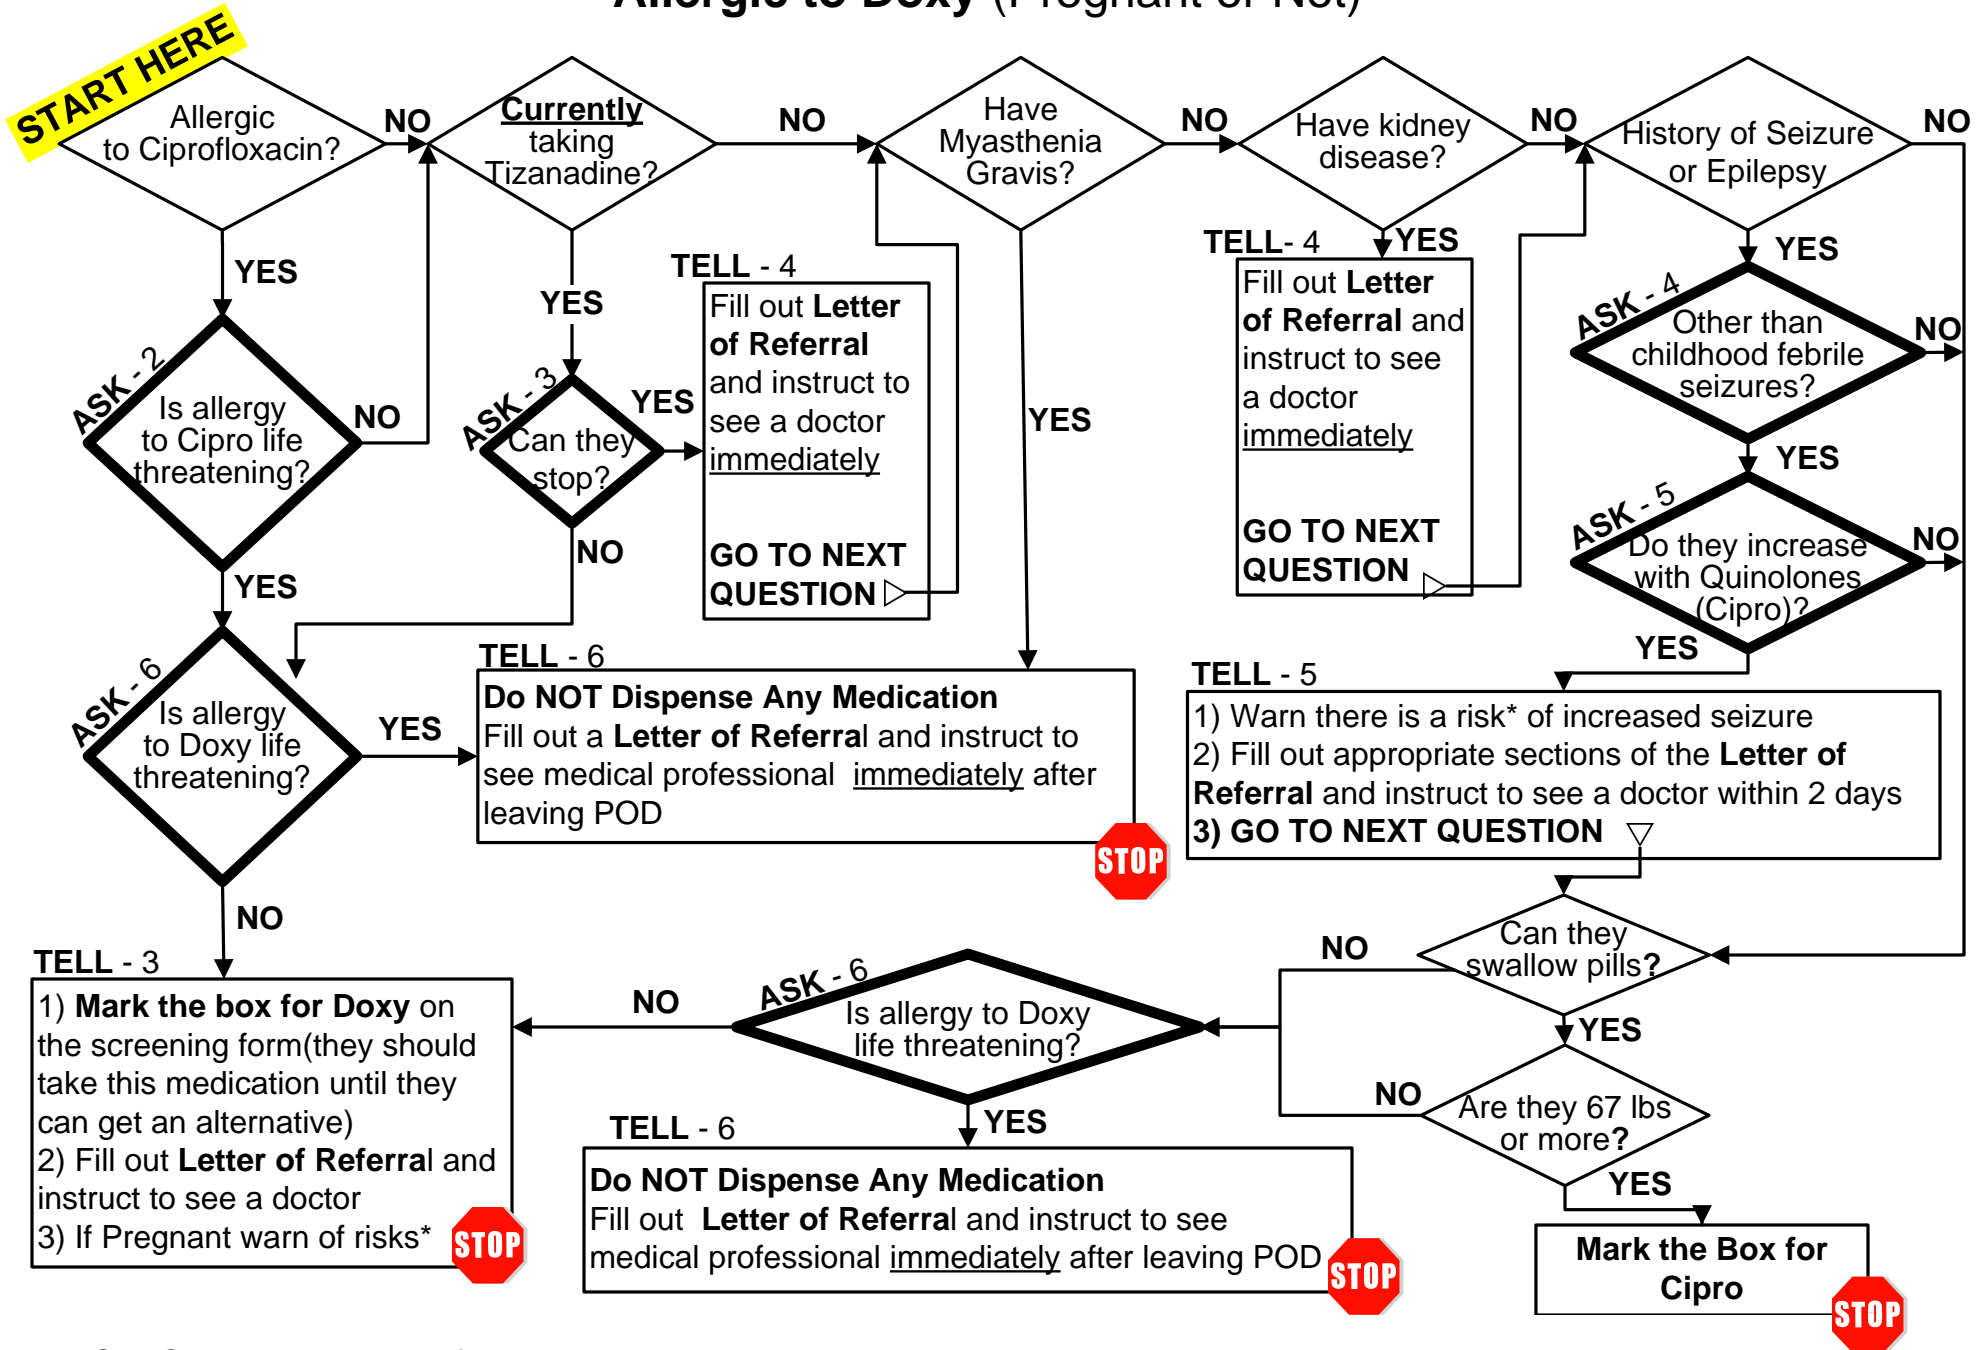 Allergic to Doxy (Pregnant or Not)
START HERE
Allergic
to Ciprofloxacin?
NO
YES
Currently
taking
Tizanadine?
NO
YES
Have
Myasthenia
Gravis?
NO
YES
Have kidney
disease?
NO
YES
History of Seizure
or Epilepsy
NO
YES
ASK - 2
Is allergy
to Cipro life
threatening?
NO
YES
ASK - 3
Can they
stop?
YES
NO
TELL - 4
Fill out Letter
of Referral
and instruct to
see a doctor
immediately
GO TO NEXT
QUESTION
TELL- 4
Fill out Letter
of Referral and
instruct to see
a doctor
immediately
GO TO NEXT
QUESTION
ASK - 4
Other than
childhood febrile
seizures?
NO
YES
ASK - 5
Do they increase
with Quinolones
(Cipro)?
NO
YES
ASK - 6
Is allergy
to Doxy life
threatening?
YES
NO
TELL - 6
Do NOT Dispense Any Medication
Fill out a Letter of Referral and instruct to
see medical professional immediately after
leaving POD
STOP
TELL - 5
1) Warn there is a risk* of increased seizure
2) Fill out appropriate sections of the Letter of
Referral and instruct to see a doctor within 2 days
3) GO TO NEXT QUESTION
Can they
swallow pills?
NO
YES
Are they 67 lbs
or more?
NO
YES
ASK - 6
Is allergy to Doxy
life threatening?
NO
YES
TELL - 3
1) Mark the box for Doxy on
the screening form(they should
take this medication until they
can get an alternative)
2) Fill out Letter of Referral and
instruct to see a doctor
3) If Pregnant warn of risks*
STOP
TELL - 6
Do NOT Dispense Any Medication
Fill out Letter of Referral and instruct to see
medical professional immediately after leaving POD
STOP
Mark the Box for
Cipro
STOP